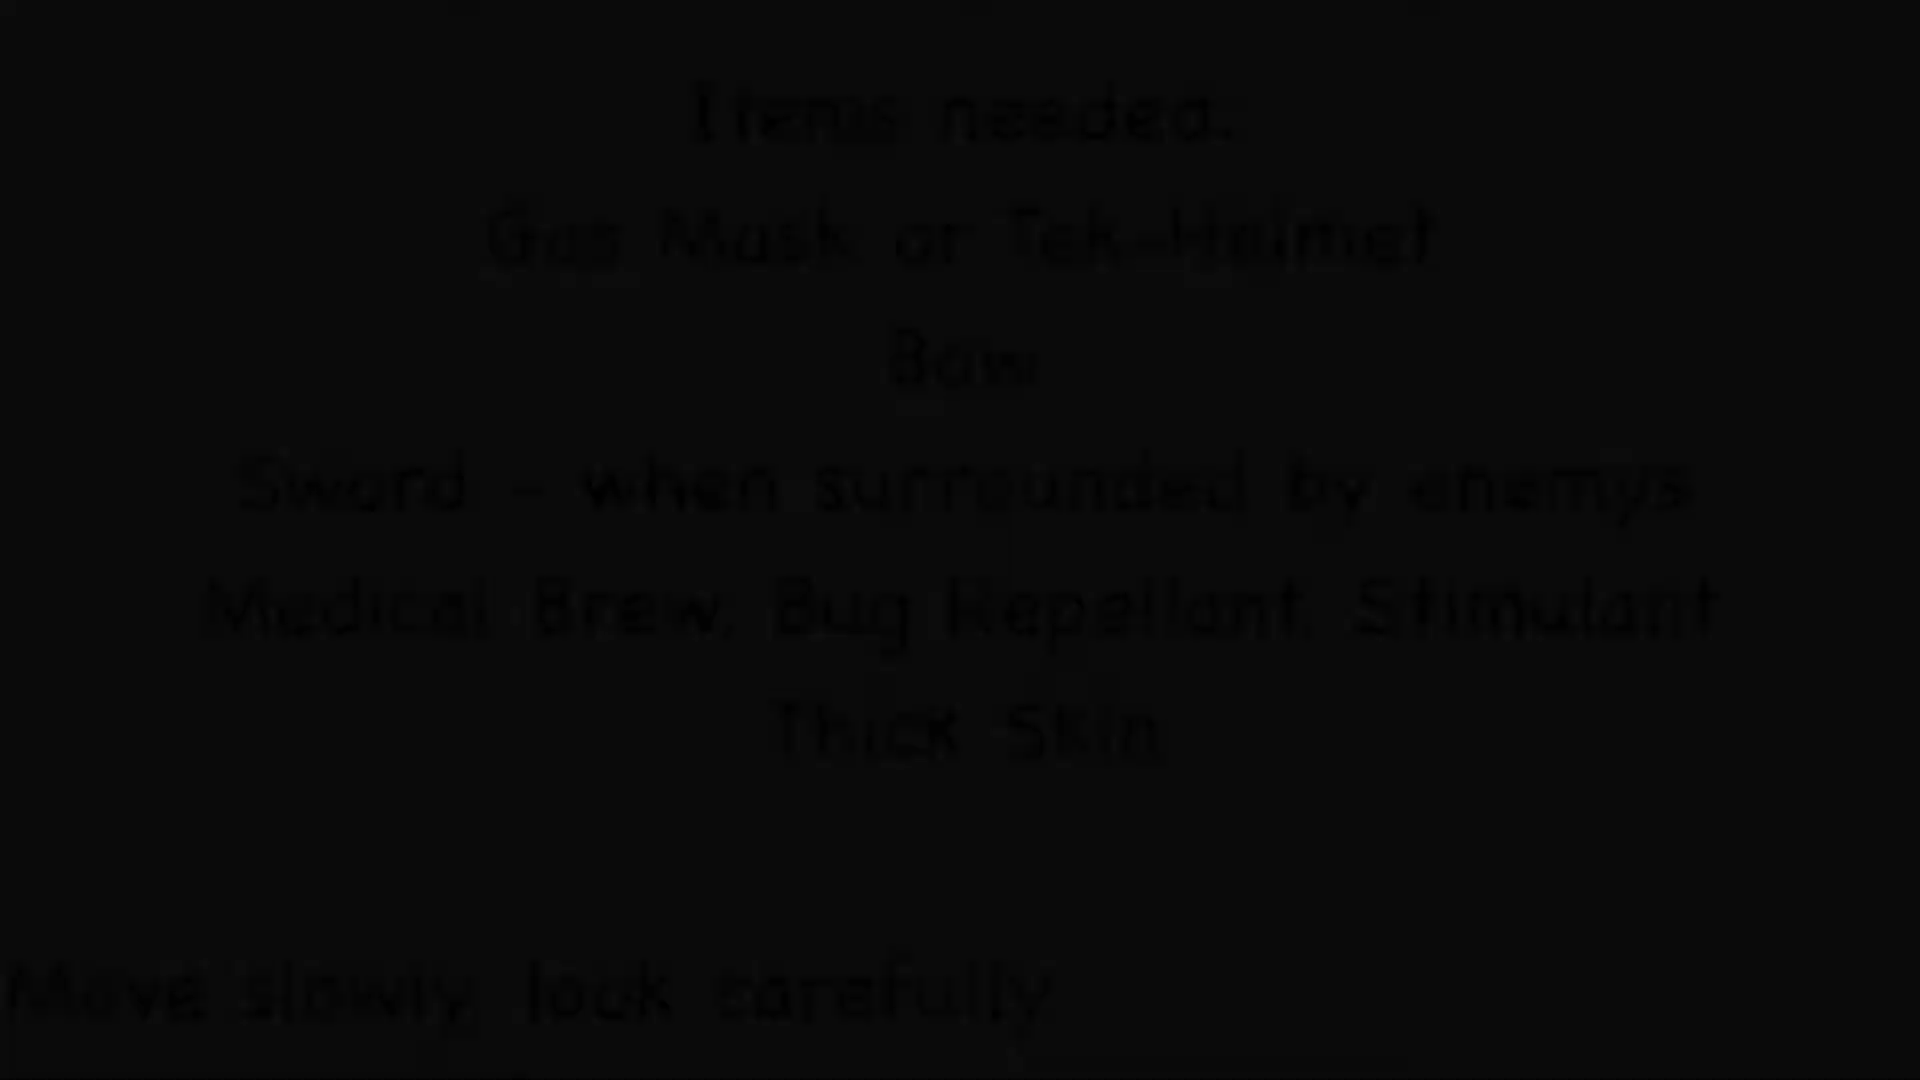 Items needed.
Gas Mask or Tek-Helmet
Bow
Sword - when surrounded by enemys
Medical Brew, Bug Repellant, Stimulant
Thick Skin
Move slowly, look carefully